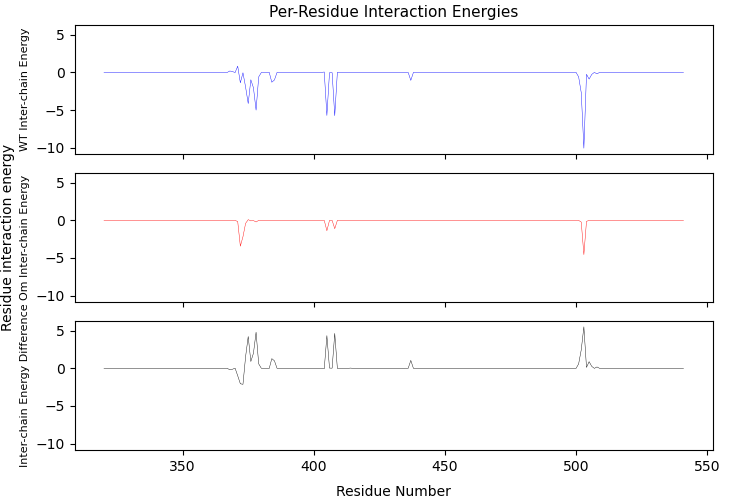 Per-Residue Interaction Energies
Residue interaction energy
WT Inter-chain Energy
5
0
−5
−10
Om Inter-chain Energy
5
0
−5
−10
Inter-chain Energy Difference
5
0
−5
−10
350
400
450
500
550
Residue Number